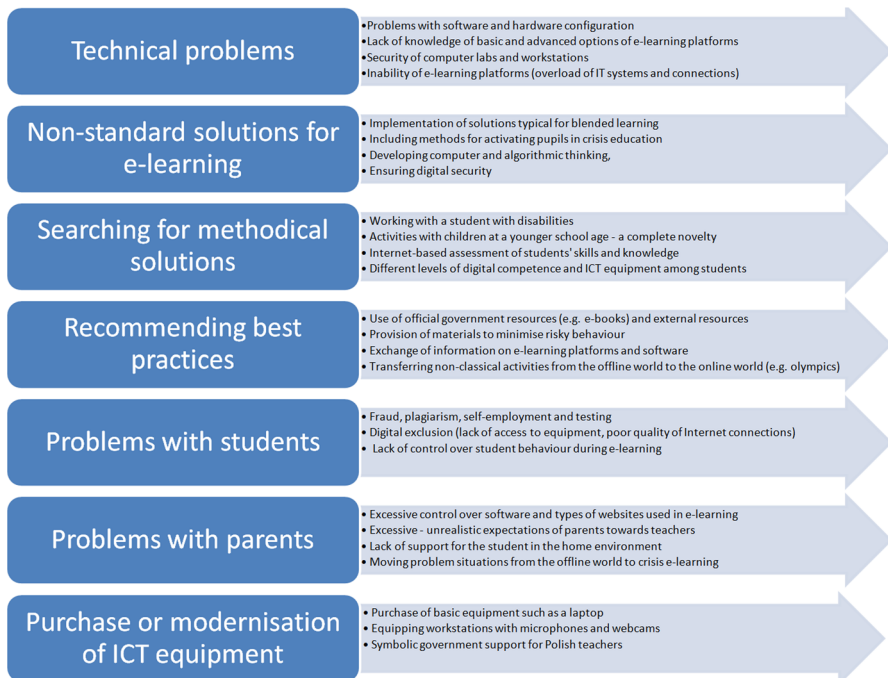 Technical problems
•Problems with software and hardware configuration
•Lack of knowledge of basic and advanced options of e-learning platforms
•Security of computer labs and workstations
•Inability of e-learning platforms (overload of IT systems and connections)
Non-standard solutions for
e-learning
• Implementation of solutions typical for blended learning
• Including methods for activating pupils in crisis education
• Developing computer and algorithmic thinking,
• Ensuring digital security
Searching for methodical
solutions
• Working with a student with disabilities
• Activities with children at a younger school age - a complete novelty
• Internet-based assessment of students' skills and knowledge
• Different levels of digital competence and ICT equipment among students
Recommending best
practices
• Use of official government resources (e.g. e-books) and external resources
• Provision of materials to minimise risky behaviour
• Exchange of information on e-learning platforms and software
• Transferring non-classical activities from the offline world to the online world (e.g. olympics)
Problems with students
• Fraud, plagiarism, self-employment and testing
• Digital exclusion (lack of access to equipment, poor quality of Internet connections)
• Lack of control over student behaviour during e-learning
Problems with parents
• Excessive control over software and types of websites used in e-learning
• Excessive - unrealistic expectations of parents towards teachers
• Lack of support for the student in the home environment
• Moving problem situations from the offline world to crisis e-learning
Purchase or modernisation
of ICT equipment
• Purchase of basic equipment such as a laptop
• Equipping workstations with microphones and webcams
• Symbolic government support for Polish teachers